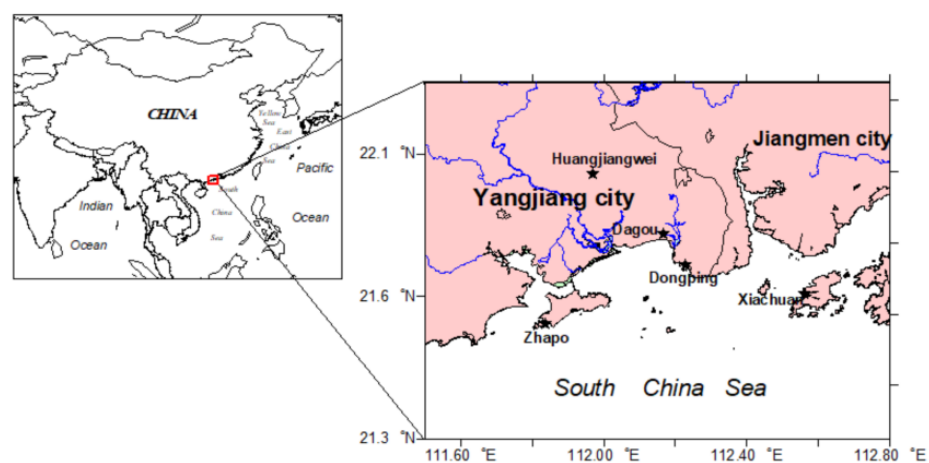 CHINA
Yellow
Sea
East
China
Sea
Pacific
South
Indian
China
Ocean
Ocean
Sea
Jiangmen city
22.1 °N
Huangjiangwei
Yangjiang city
Dagou
Dongping
21.6 °N
Xiachuan
Zhapo
South China Sea
21.3 °N
111.60 °E
112.00 °E
112.40 °E
112.80 °E